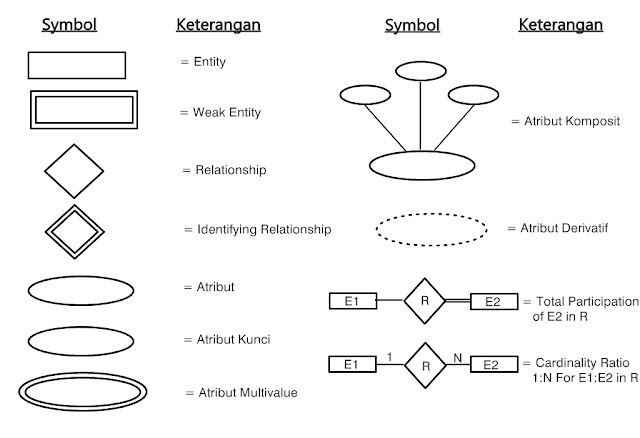 Symbol Keterangan
= Entity
= Weak Entity
= Relationship
= Identifying Relationship
= Atribut
= Atribut Kunci
= Atribut Multivalue
Symbol Keterangan
= Atribut Komposit
= Atribut Derivatif
E1 R E2 = Total Participation
of E2 in R
E1 1 R N E2 = Cardinality Ratio
1:N For E1:E2 in R